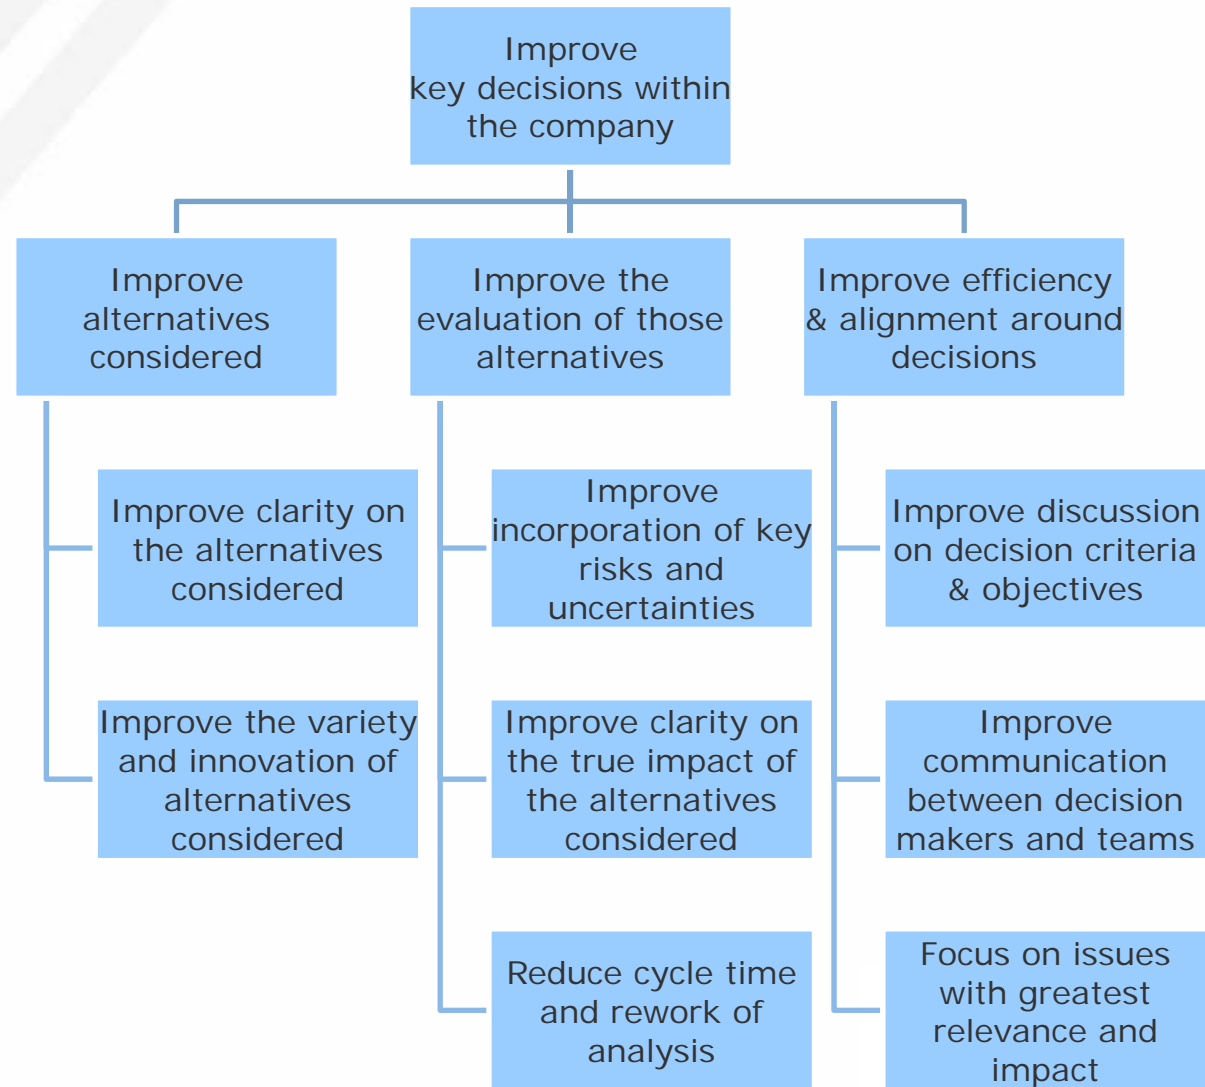 Improve
key decisions within
the company
Improve
alternatives
considered
Improve the
evaluation of those
alternatives
Improve efficiency
& alignment around
decisions
Improve clarity on
the alternatives
considered
Improve the variety
and innovation of
alternatives
considered
Improve
incorporation of key
risks and
uncertainties
Improve clarity on
the true impact of
the alternatives
considered
Reduce cycle time
and rework of
analysis
Improve discussion
on decision criteria
& objectives
Improve
communication
between decision
makers and teams
Focus on issues
with greatest
relevance and
impact